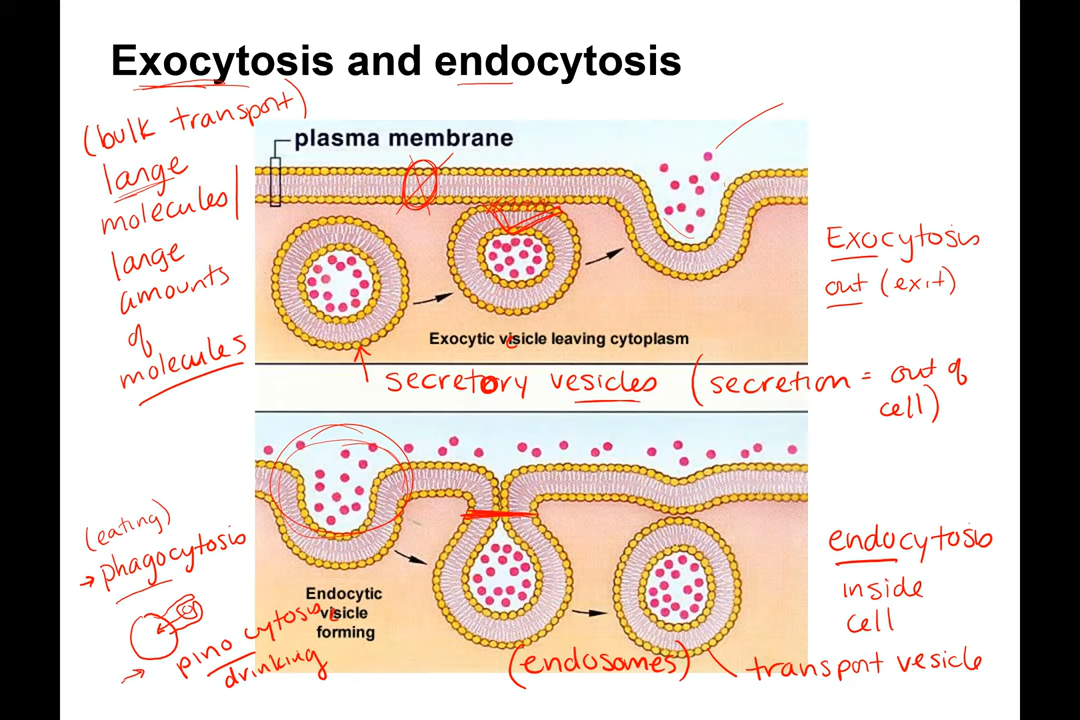 Exocytosis and endocytosis
(bulk transport)
large
molecules
large
amounts
of
molecules
plasma membrane
Exocytosis
out (exit)
Exocytic visicle leaving cytoplasm
secretory vesicles (secretion = out of
cell)
(eating)
→ phagocytosis
→ pinocytosis
drinking
Endocytic
visicle
forming
endocytosis
inside
cell
(endosomes)
transport vesicle